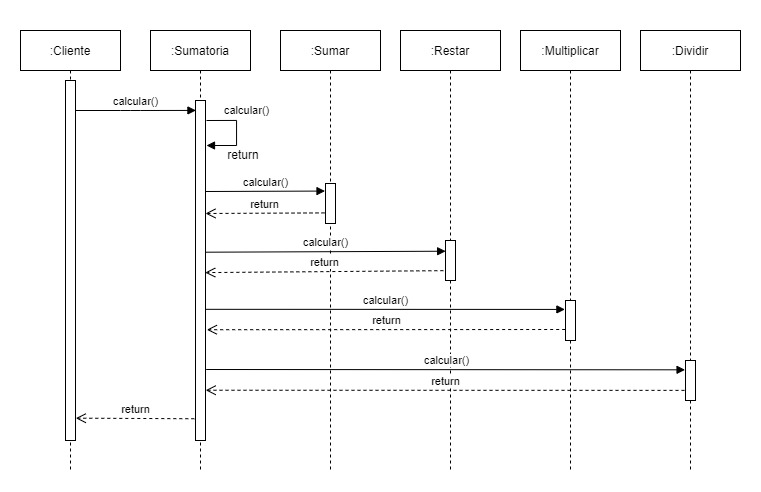 :Cliente
:Sumatoria
:Sumar
:Restar
:Multiplicar
:Dividir
calcular()
calcular()
return
calcular()
return
calcular()
return
calcular()
return
calcular()
return
return